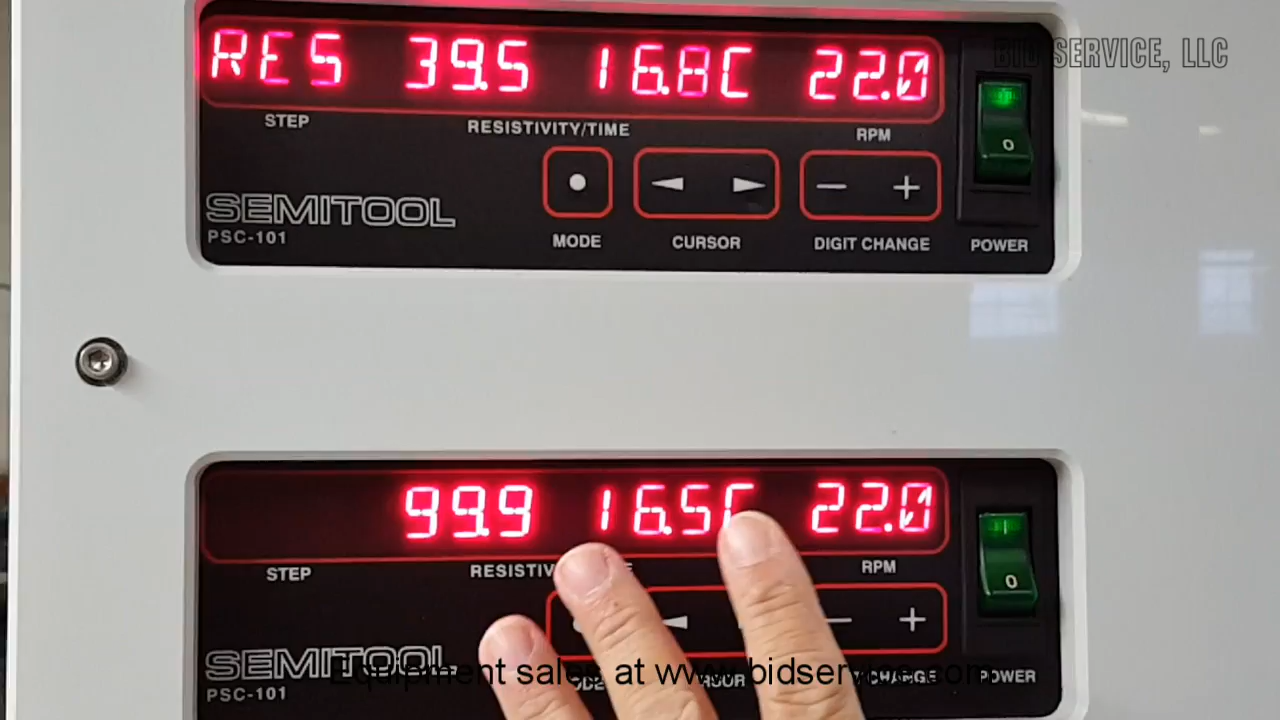 BID SERVICE, LLC
RES 39.5 16.8C 22.0
STEP RESISTIVITY/TIME RPM
SEMITOOL
PSC-101
MODE CURSOR DIGIT CHANGE POWER
O
99.9 16.5C 22.0
STEP RESISTIV E RPM
O
SEMITOOL
PSC-101
CHANGE POWER
Equipment sales at www.bidservice.com